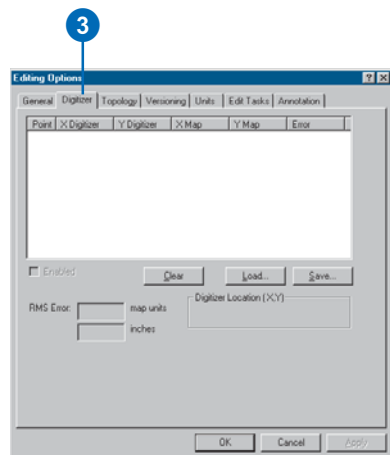 3
Editing Options
General Digitizer Topology Versioning Units Edit Tasks Annotation
Point X Digitizer Y Digitizer X Map Y Map Error
Enabled Clear Load... Save...
RMS Error: map units Digitizer Location (X,Y)
inches
OK Cancel Apply